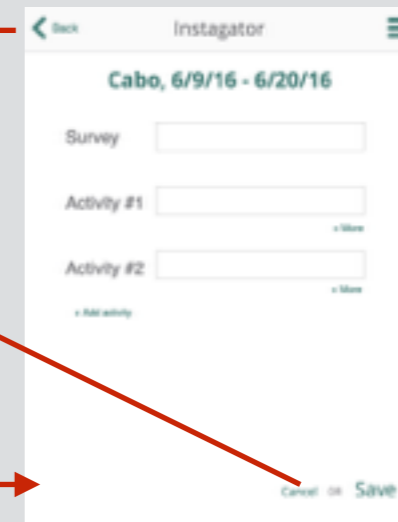 Back Instagator
Cabo, 6/9/16 - 6/20/16
Survey
Activity #1
+ More
Activity #2
+ More
+ Add activity
Cancel OR Save